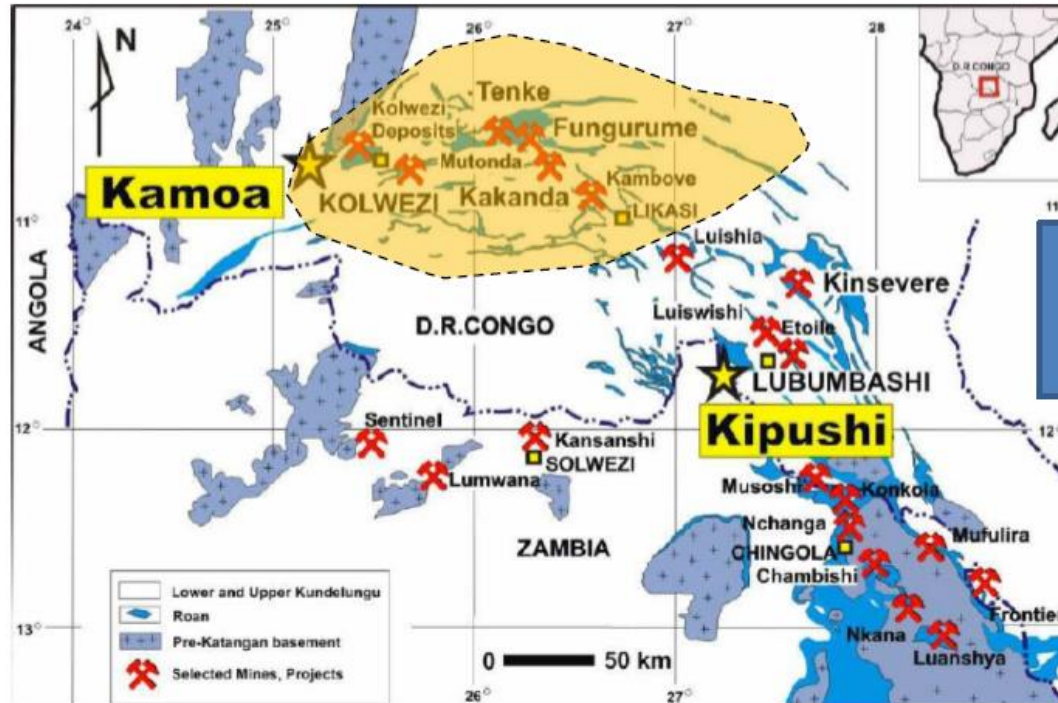 24°
25°
26°
27°
28°
N
D.R.CONGO
Tenke
Kolwezi
Deposits
Fungurume
Mutonda
Kamoa
KOLWEZI
Kakanda
Kambove
LIKASI
11°
Luishia
Kinsevere
ANGOLA
D.R.CONGO
Luiswishi
Etoile
LUBUMBASHI
Kipushi
12°
Sentinel
Kansanshi
SOLWEZI
Lumwana
Musoshi
Konkola
Nchanga
Mufulira
ZAMBIA
CHINGOLA
Chambishi
Frontier
Nkana
Luanshya
13°
Lower and Upper Kundelungu
Roan
Pre-Katangan basement
Selected Mines, Projects
0 50 km
26°
27°